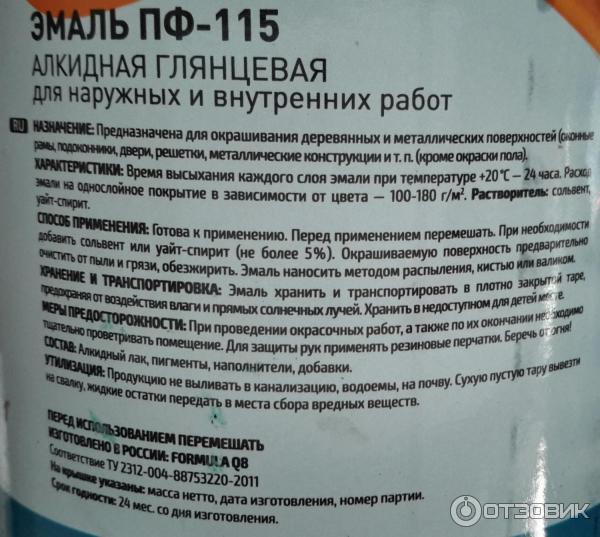 ЭМАЛЬ ПФ-115
АЛКИДНАЯ ГЛЯНЦЕВАЯ
для наружных и внутренних работ
RU НАЗНАЧЕНИЕ: Предназначена для окрашивания деревянных и металлических поверхностей (оконные
рамы, подоконники, двери, решетки, металлические конструкции и т. п. (кроме окраски пола).
ХАРАКТЕРИСТИКИ: Время высыхания каждого слоя эмали при температуре +20°С — 24 часа. Расход
эмали на однослойное покрытие в зависимости от цвета — 100-180 г/м². Растворитель: сольвент,
уайт-спирит.
СПОСОБ ПРИМЕНЕНИЯ: Готова к применению. Перед применением перемешать. При необходимости
добавить сольвент или уайт-спирит (не более 5%). Окрашиваемую поверхность предварительно
очистить от пыли и грязи, обезжирить. Эмаль наносить методом распыления, кистью или валиком.
ХРАНЕНИЕ И ТРАНСПОРТИРОВКА: Эмаль хранить и транспортировать в плотно закрытой таре,
предохраняя от воздействия влаги и прямых солнечных лучей. Хранить в недоступном для детей месте.
МЕРЫ ПРЕДОСТОРОЖНОСТИ: При проведении окрасочных работ, а также по их окончании необходимо
тщательно проветривать помещение. Для защиты рук применять резиновые перчатки. Беречь от огня!
СОСТАВ: Алкидный лак, пигменты, наполнители, добавки.
УТИЛИЗАЦИЯ: Продукцию не выливать в канализацию, водоемы, на почву. Сухую пустую тару вывезти
на свалку, жидкие остатки передать в места сбора вредных веществ.
ПЕРЕД ИСПОЛЬЗОВАНИЕМ ПЕРЕМЕШАТЬ
ИЗГОТОВЛЕНО В РОССИИ: FORMULA Q8
Соответствие ТУ 2312-004-88753220-2011
На крышке указаны: масса нетто, дата изготовления, номер партии.
Срок годности: 24 мес. со дня изготовления.
ОТЗОВИК